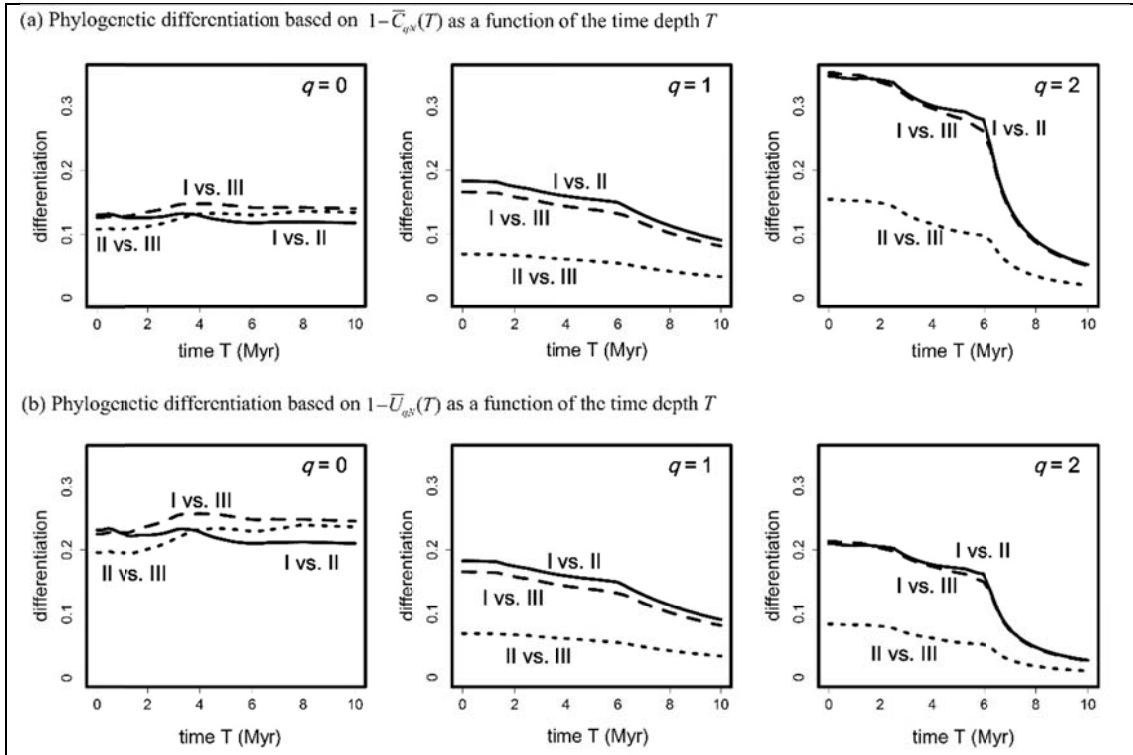 (a) Phylogenetic differentiation based on 1−C̅qN(T) as a function of the time depth T
q = 0
differentiation
0 0.1 0.2 0.3
I vs. III
II vs. III
I vs. II
0 2 4 6 8 10
time T (Myr)
q = 1
differentiation
0 0.1 0.2 0.3
I vs. II
I vs. III
II vs. III
0 2 4 6 8 10
time T (Myr)
q = 2
differentiation
0 0.1 0.2 0.3
I vs. III
I vs. II
II vs. III
0 2 4 6 8 10
time T (Myr)
(b) Phylogenetic differentiation based on 1−U̅qN(T) as a function of the time depth T
q = 0
differentiation
0 0.1 0.2 0.3
I vs. III
II vs. III
I vs. II
0 2 4 6 8 10
time T (Myr)
q = 1
differentiation
0 0.1 0.2 0.3
I vs. II
I vs. III
II vs. III
0 2 4 6 8 10
time T (Myr)
q = 2
differentiation
0 0.1 0.2 0.3
I vs. II
I vs. III
II vs. III
0 2 4 6 8 10
time T (Myr)